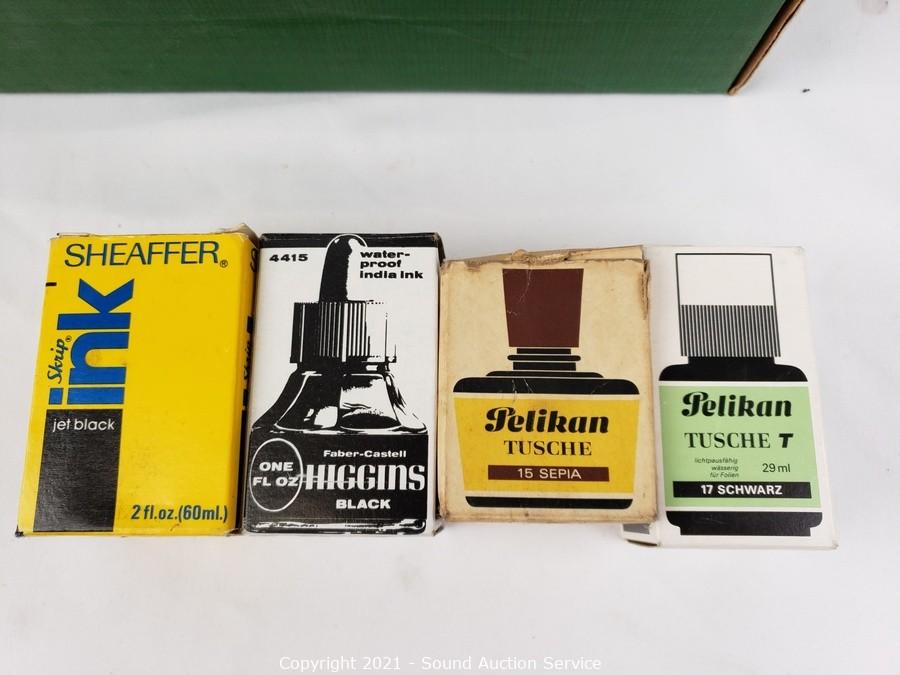 SHEAFFER®
Skrip®
ink
jet black
2 fl.oz.(60ml.)
4415
water-
proof
india ink
Faber-Castell
ONE
FL OZ
HIGGINS
BLACK
Pelikan
TUSCHE
15 SEPIA
Pelikan
TUSCHE T
lichtpausfähig
wässerig
für Folien
29 ml
17 SCHWARZ
Copyright 2021 - Sound Auction Service